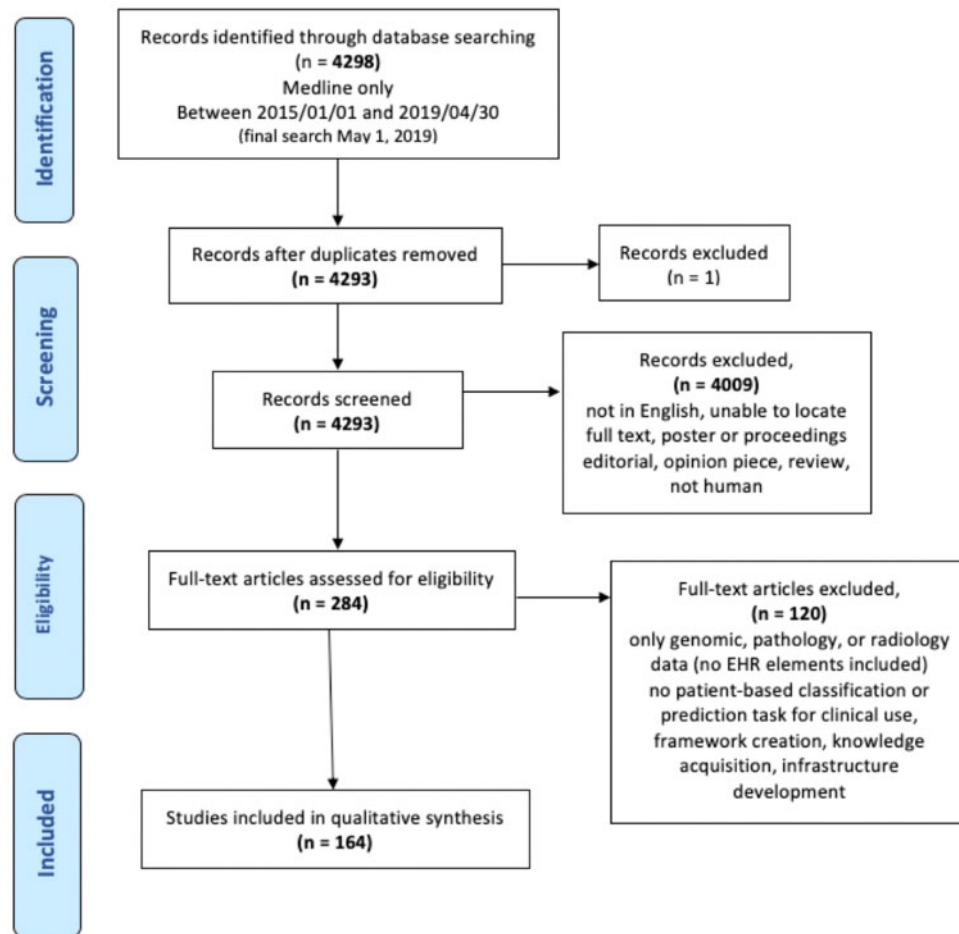 Identification
Records identified through database searching
(n = 4298)
Medline only
Between 2015/01/01 and 2019/04/30
(final search May 1, 2019)
Screening
Records after duplicates removed
(n = 4293)
Records excluded
(n = 1)
Records screened
(n = 4293)
Records excluded,
(n = 4009)
not in English, unable to locate
full text, poster or proceedings
editorial, opinion piece, review,
not human
Eligibility
Full-text articles assessed for eligibility
(n = 284)
Full-text articles excluded,
(n = 120)
only genomic, pathology, or radiology
data (no EHR elements included)
no patient-based classification or
prediction task for clinical use,
framework creation, knowledge
acquisition, infrastructure
development
Included
Studies included in qualitative synthesis
(n = 164)